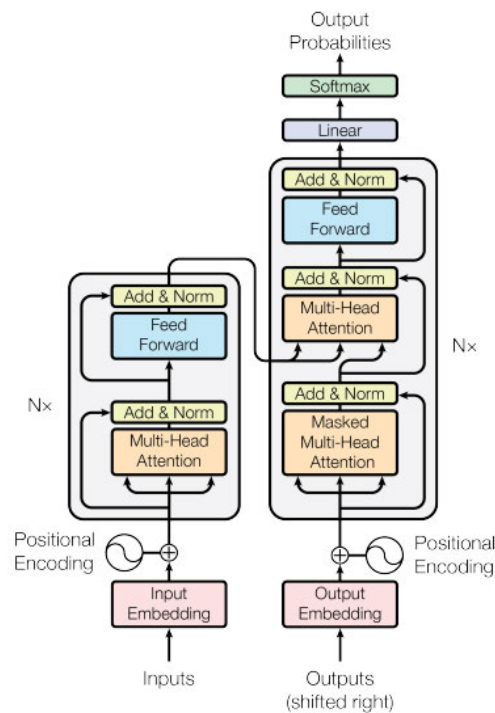 Output
Probabilities
Softmax
Linear
Add & Norm
Feed
Forward
Add & Norm
Multi-Head
Attention
Add & Norm
Masked
Multi-Head
Attention
N×
Add & Norm
Feed
Forward
Add & Norm
Multi-Head
Attention
N×
Positional
Encoding
Positional
Encoding
Input
Embedding
Output
Embedding
Inputs
Outputs
(shifted right)